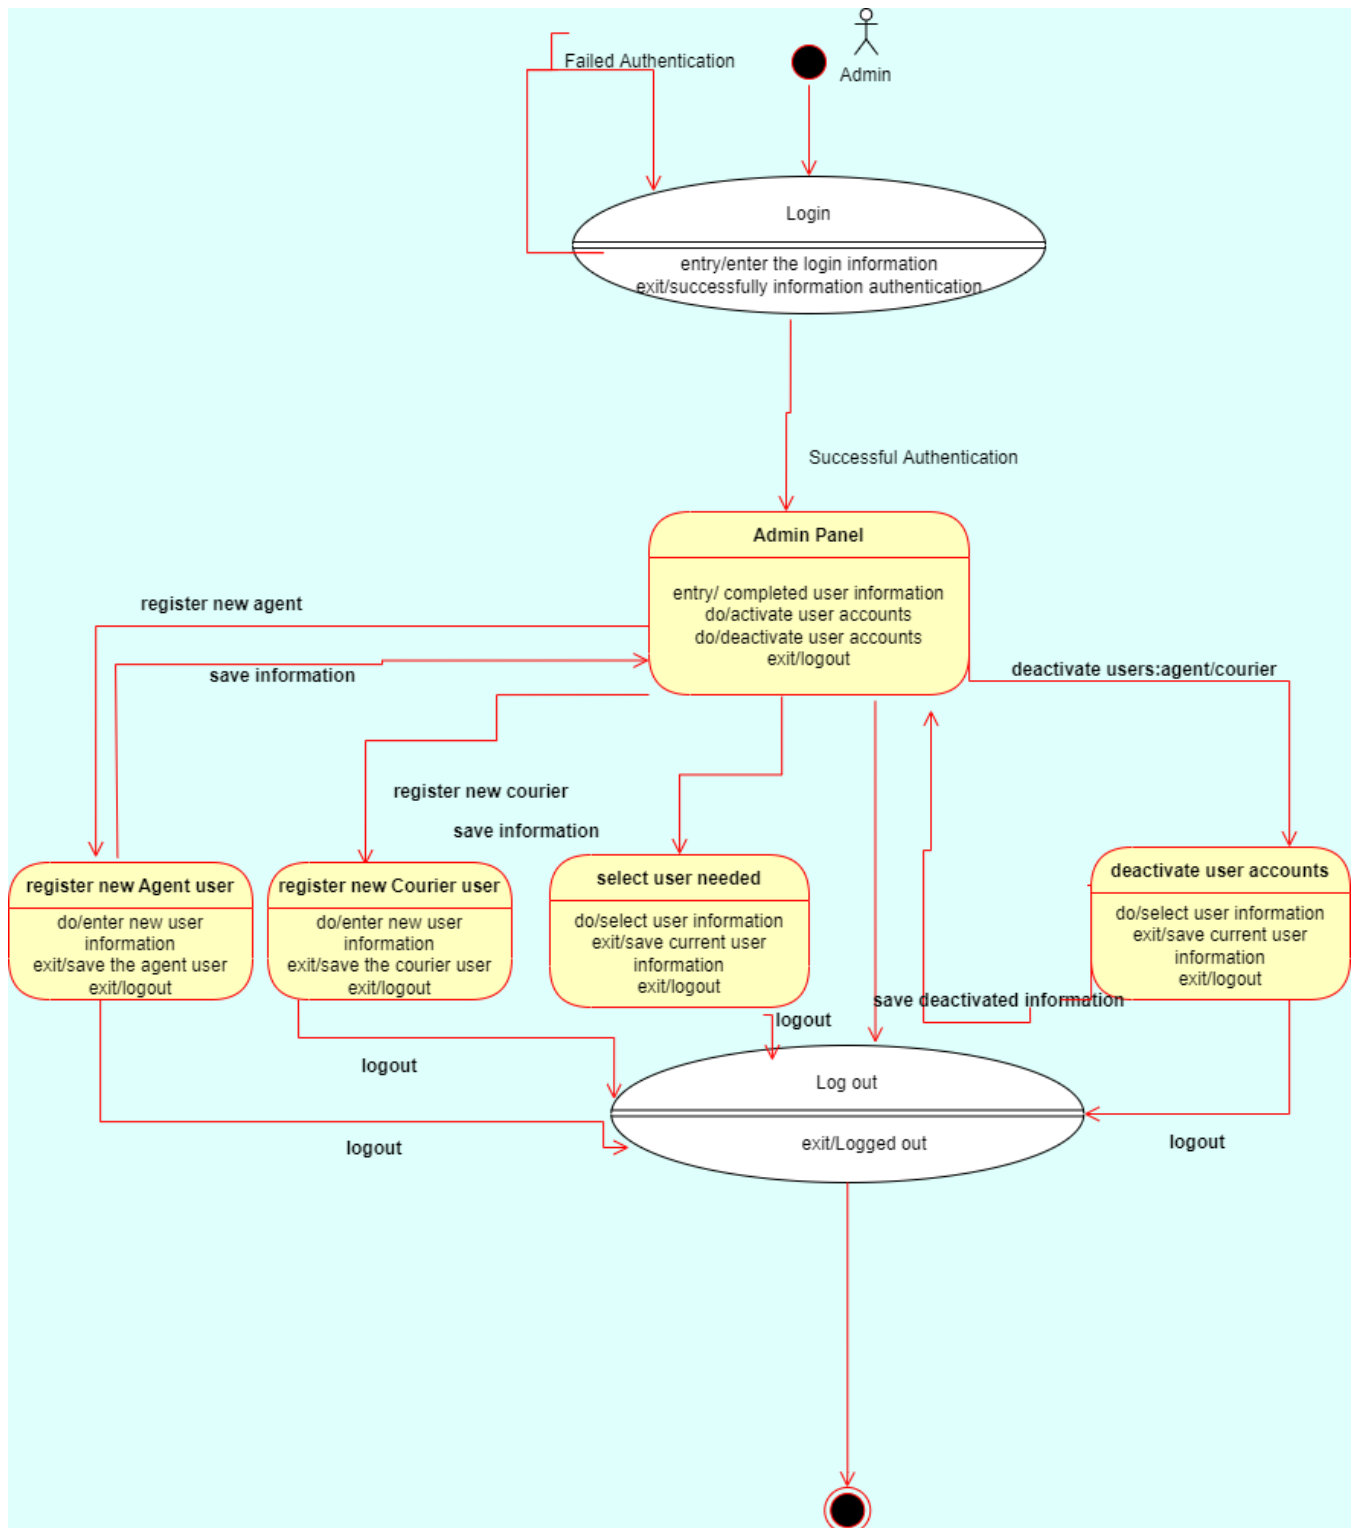 Failed Authentication
Admin
Login
entry/enter the login information
exit/successfully information authentication
Successful Authentication
Admin Panel
entry/ completed user information
do/activate user accounts
do/deactivate user accounts
exit/logout
register new agent
save information
deactivate users:agent/courier
register new courier
save information
register new Agent user
do/enter new user
information
exit/save the agent user
exit/logout
register new Courier user
do/enter new user
information
exit/save the courier user
exit/logout
select user needed
do/select user information
exit/save current user
information
exit/logout
deactivate user accounts
do/select user information
exit/save current user
information
exit/logout
save deactivated information
logout
logout
logout
Log out
exit/Logged out
logout